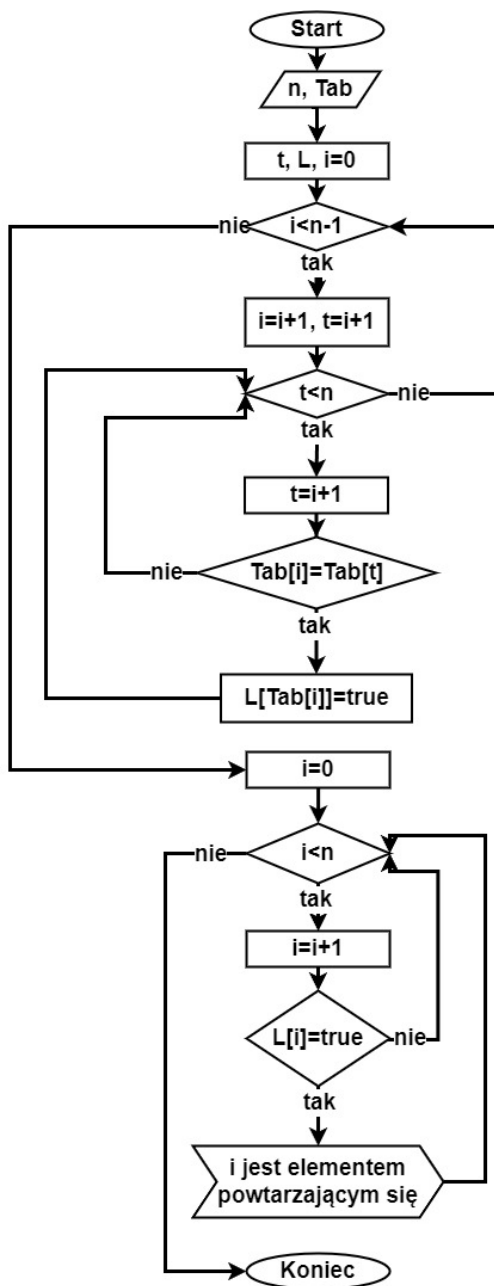 Start
n, Tab
t, L, i=0
nie
i<n-1
tak
i=i+1, t=i+1
t<n
nie
tak
t=i+1
nie
Tab[i]=Tab[t]
tak
L[Tab[i]]=true
i=0
nie
i<n
tak
i=i+1
L[i]=true
nie
tak
i jest elementem
powtarzającym się
Koniec